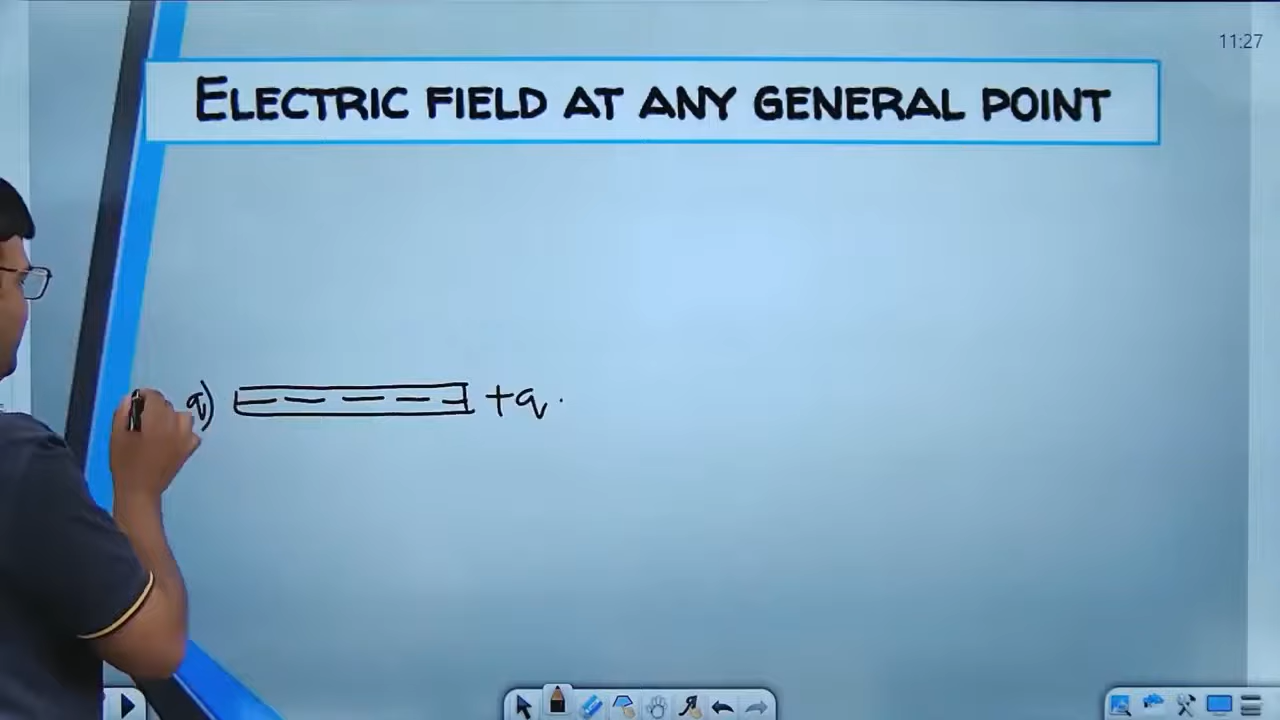 11:27
ELECTRIC FIELD AT ANY GENERAL POINT
q) +q